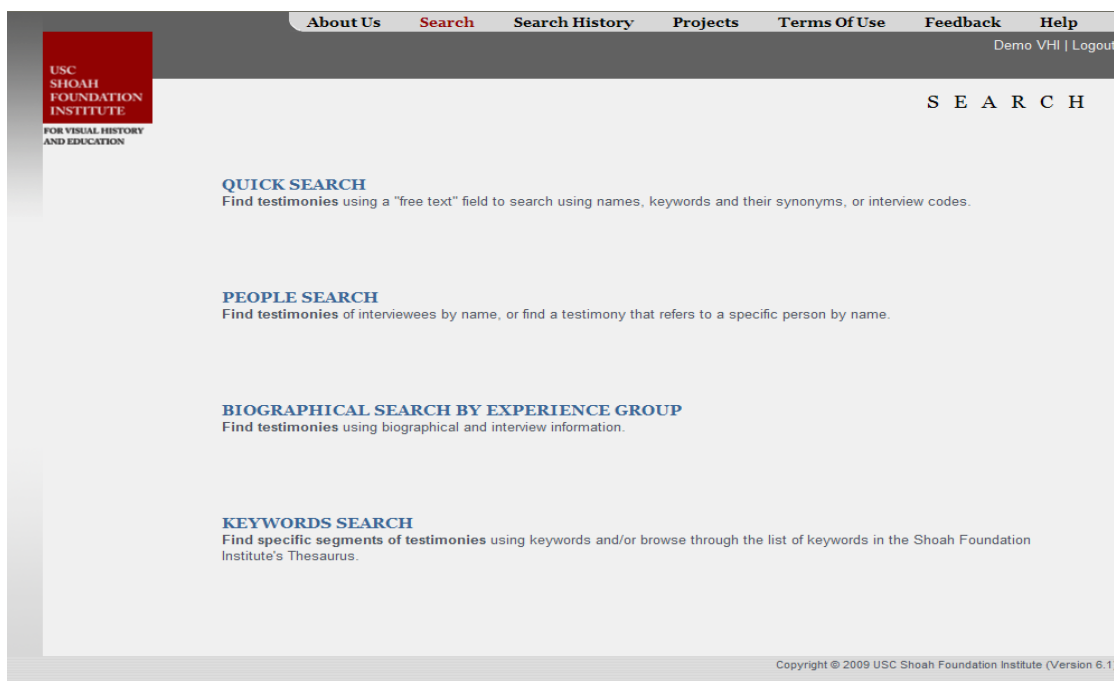 About Us Search Search History Projects Terms Of Use Feedback Help
Demo VHI | Logout
USC
SHOAH
FOUNDATION
INSTITUTE
FOR VISUAL HISTORY
AND EDUCATION
SEARCH
QUICK SEARCH
Find testimonies using a "free text" field to search using names, keywords and their synonyms, or interview codes.
PEOPLE SEARCH
Find testimonies of interviewees by name, or find a testimony that refers to a specific person by name.
BIOGRAPHICAL SEARCH BY EXPERIENCE GROUP
Find testimonies using biographical and interview information.
KEYWORDS SEARCH
Find specific segments of testimonies using keywords and/or browse through the list of keywords in the Shoah Foundation
Institute's Thesaurus.
Copyright © 2009 USC Shoah Foundation Institute (Version 6.1